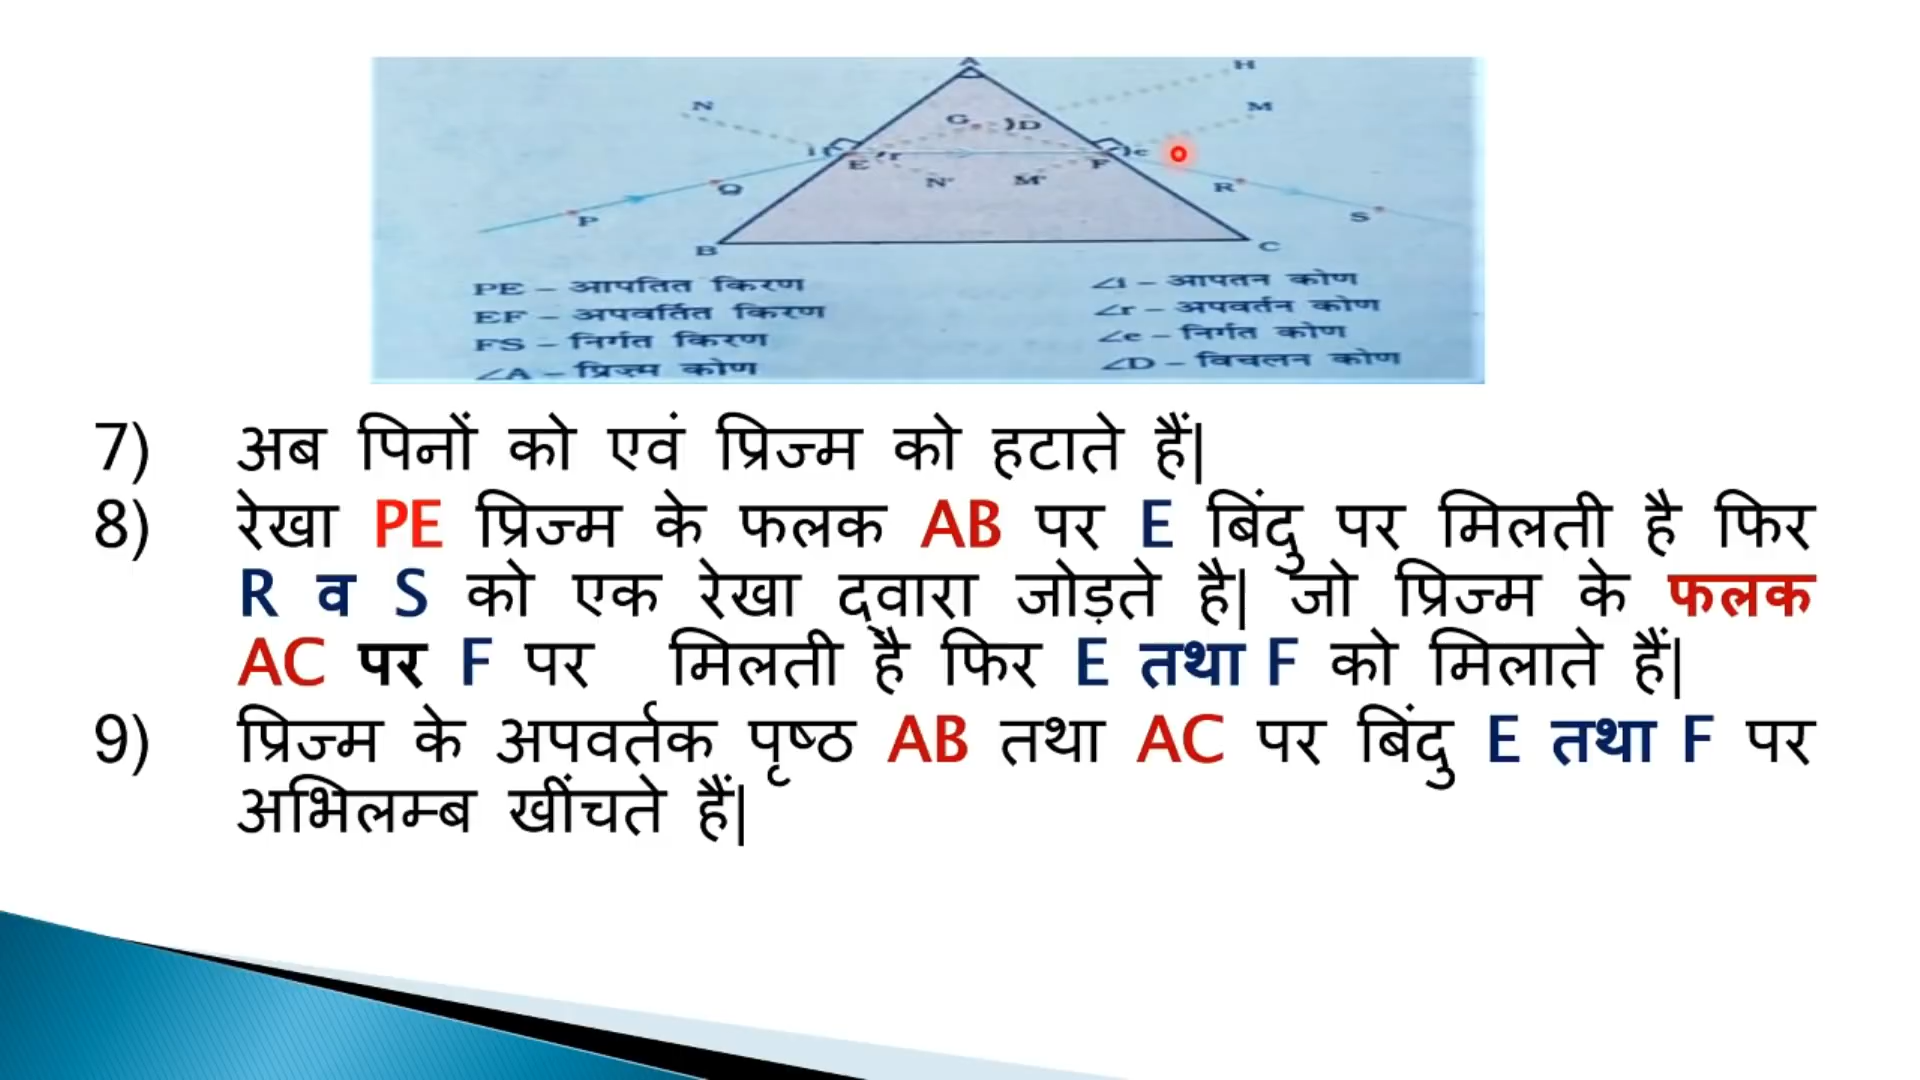 A
H
N
M
G
D
i
E
r
F
e
N'
M'
P
Q
R
S
B
C
PE – आपतित किरण
EF – अपवर्तित किरण
FS – निर्गत किरण
∠A – प्रिज़्म कोण
∠i – आपतन कोण
∠r – अपवर्तन कोण
∠e – निर्गत कोण
∠D – विचलन कोण
7) अब पिनों को एवं प्रिज्म को हटाते हैं|
8) रेखा PE प्रिज्म के फलक AB पर E बिंदु पर मिलती है फिर
R व S को एक रेखा द्वारा जोड़ते है| जो प्रिज्म के फलक
AC पर F पर मिलती है फिर E तथा F को मिलाते हैं|
9) प्रिज्म के अपवर्तक पृष्ठ AB तथा AC पर बिंदु E तथा F पर
अभिलम्ब खींचते हैं|